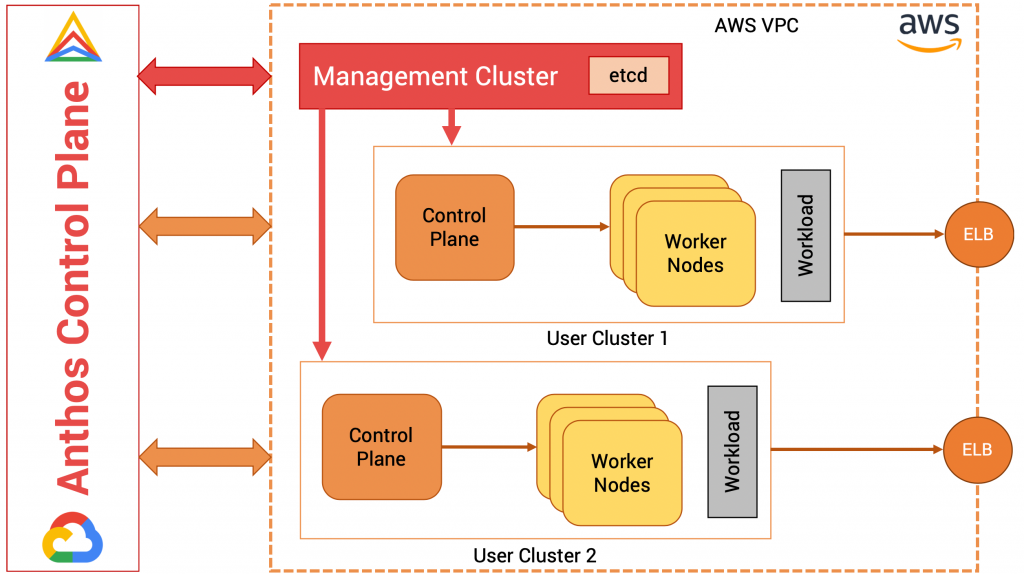 Anthos Control Plane
AWS VPC
aws
Management Cluster
etcd
Control
Plane
Worker
Nodes
Workload
ELB
User Cluster 1
Control
Plane
Worker
Nodes
Workload
ELB
User Cluster 2